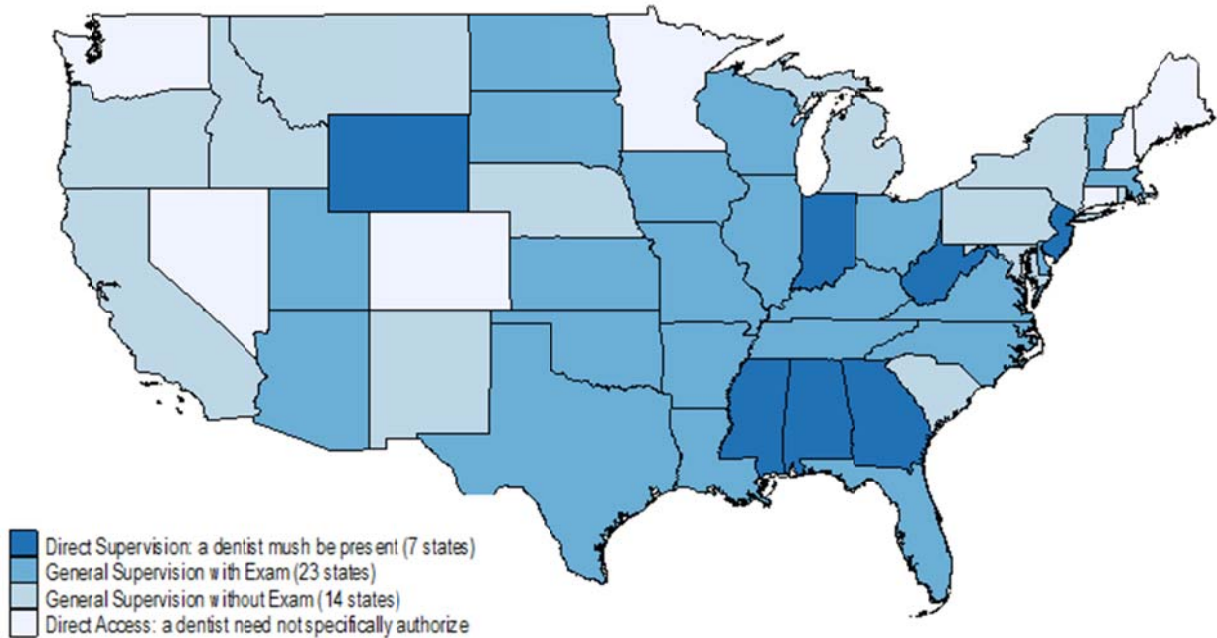 Direct Supervision: a dentist mush be present (7 states)
General Supervision with Exam (23 states)
General Supervision without Exam (14 states)
Direct Access: a dentist need not specifically authorize